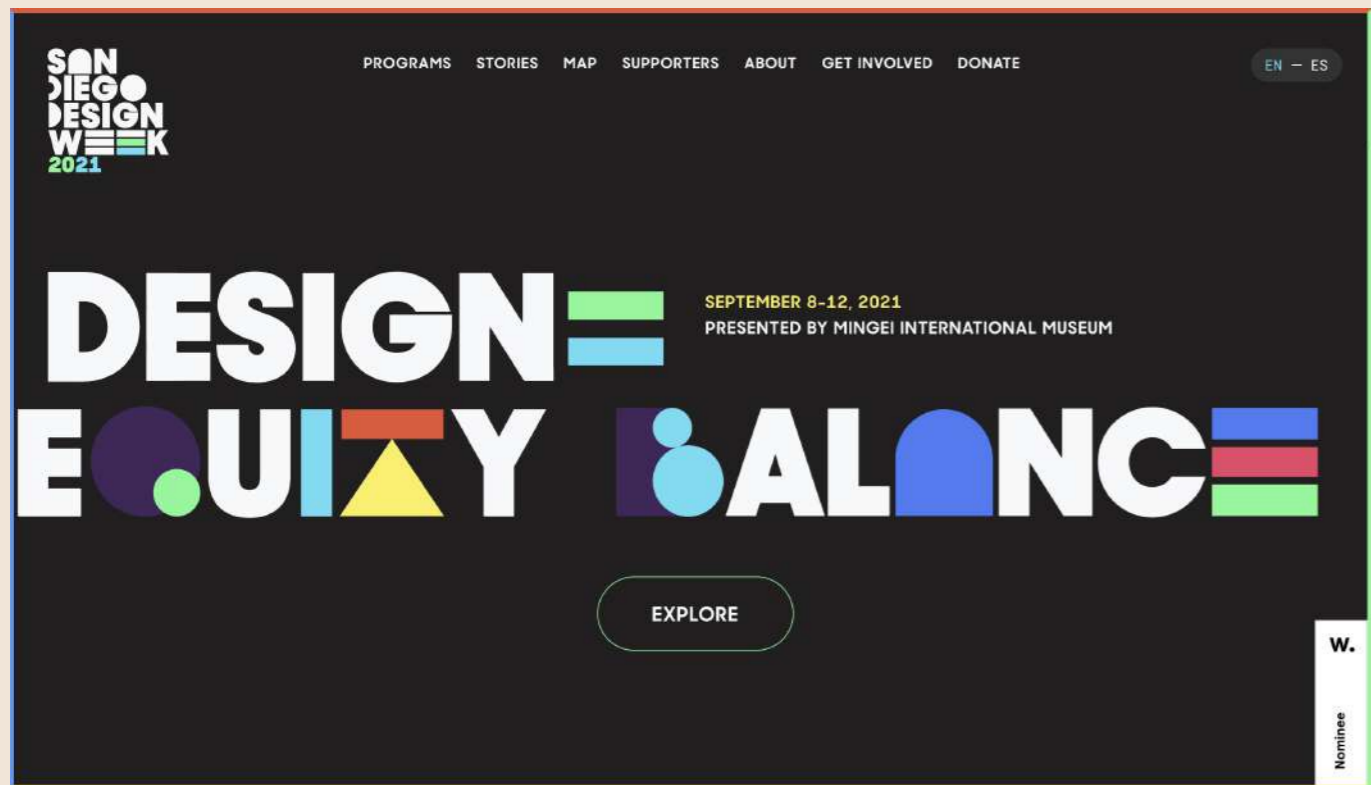 SAN
DIEGO
DESIGN
WEEK
2021
PROGRAMS STORIES MAP SUPPORTERS ABOUT GET INVOLVED DONATE
EN — ES
DESIGN=
SEPTEMBER 8-12, 2021
PRESENTED BY MINGEI INTERNATIONAL MUSEUM
EQUITY BALANCE
EXPLORE
W.
Nominee